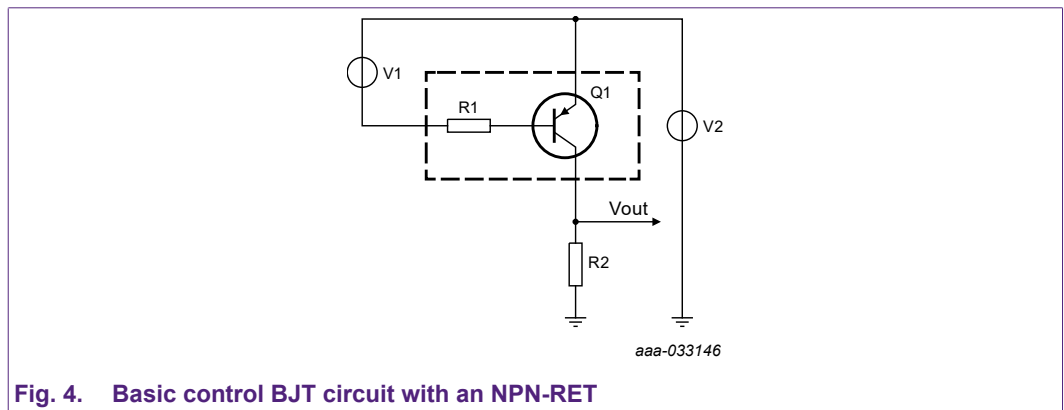 V1
R1
Q1
V2
Vout
R2
aaa-033146
Fig. 4. Basic control BJT circuit with an NPN-RET